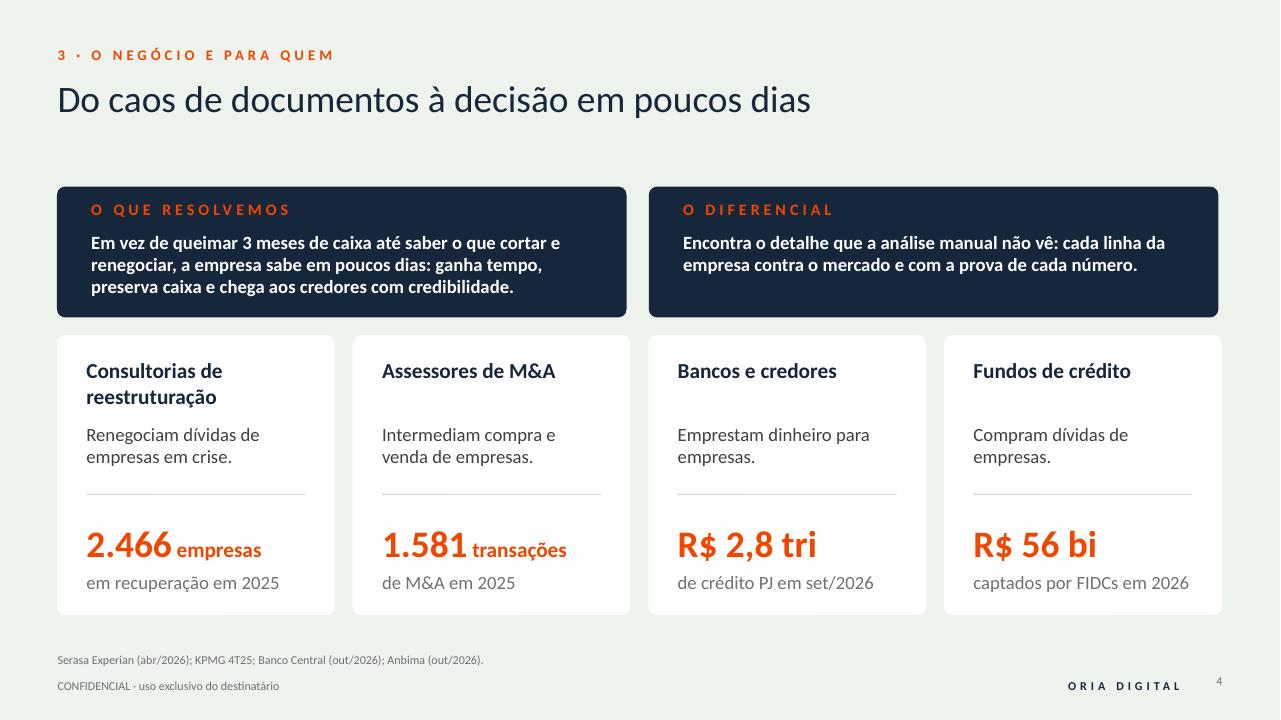 3 · O NEGÓCIO E PARA QUEM
Do caos de documentos à decisão em poucos dias
O QUE RESOLVEMOS
Em vez de queimar 3 meses de caixa até saber o que cortar e
renegociar, a empresa sabe em poucos dias: ganha tempo,
preserva caixa e chega aos credores com credibilidade.
O DIFERENCIAL
Encontra o detalhe que a análise manual não vê: cada linha da
empresa contra o mercado e com a prova de cada número.
Consultorias de
reestruturação
Renegociam dívidas de
empresas em crise.
2.466 empresas
em recuperação em 2025
Assessores de M&A
Intermediam compra e
venda de empresas.
1.581 transações
de M&A em 2025
Bancos e credores
Emprestam dinheiro para
empresas.
R$ 2,8 tri
de crédito PJ em set/2026
Fundos de crédito
Compram dívidas de
empresas.
R$ 56 bi
captados por FIDCs em 2026
Serasa Experian (abr/2026); KPMG 4T25; Banco Central (out/2026); Anbima (out/2026).
CONFIDENCIAL · uso exclusivo do destinatário
ORIA DIGITAL
4